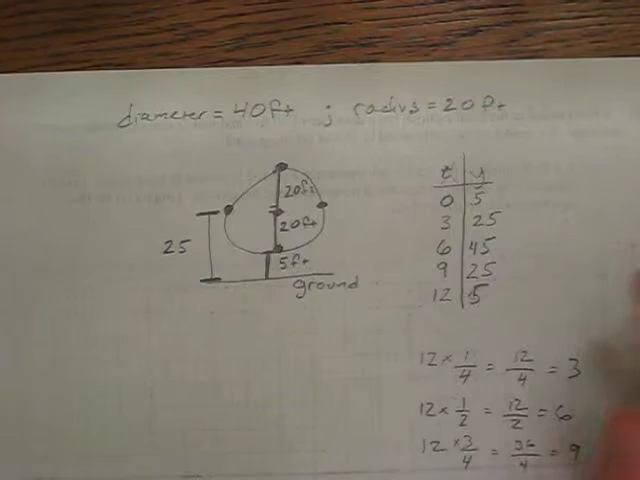 diameter = 40ft ; radius = 20ft
20ft
20ft
25
5ft
ground
t y
0 5
3 25
6 45
9 25
12 5
12 × 1/4 = 12/4 = 3
12 × 1/2 = 12/2 = 6
12 × 3/4 = 36/4 = 9